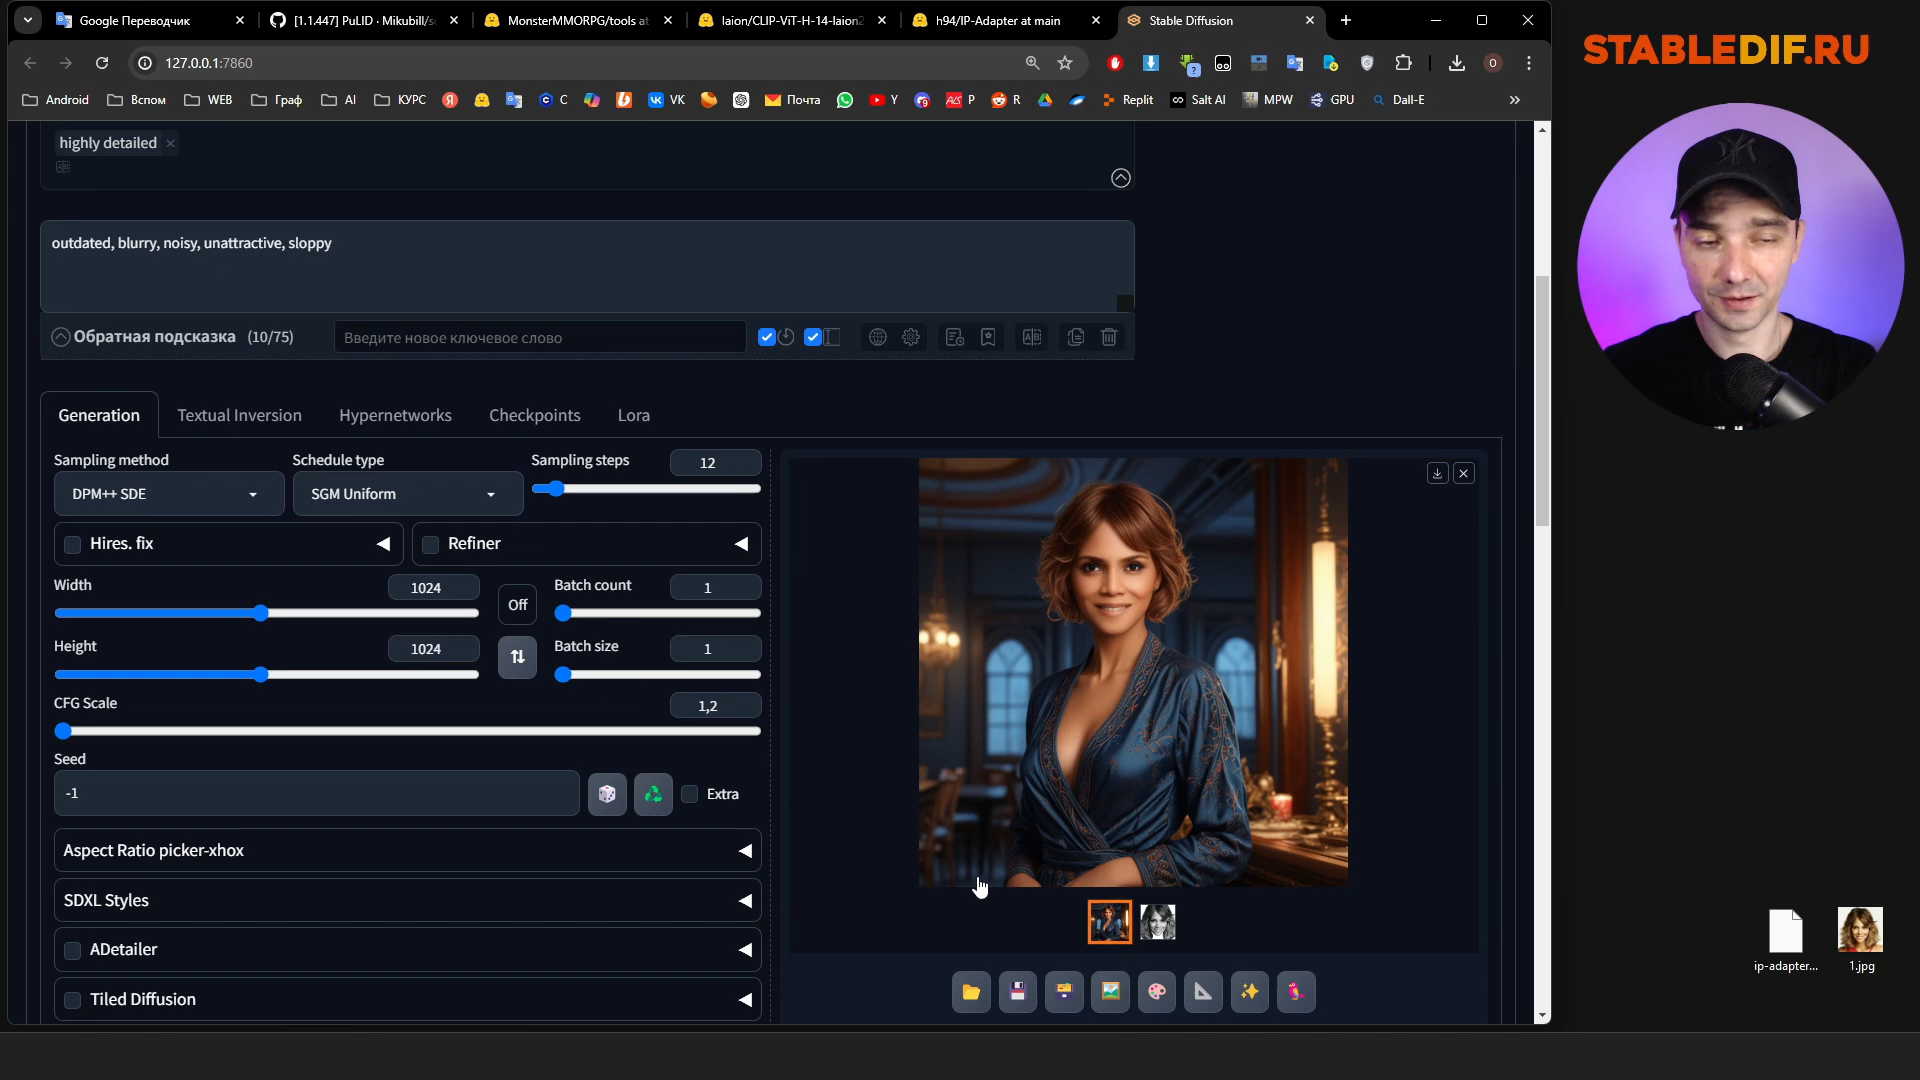 Google Переводчик
[1.1.447] PuLID · Mikubill/s
MonsterMMORPG/tools at
laion/CLIP-ViT-H-14-laion2
h94/IP-Adapter at main
Stable Diffusion
STABLEDIF.RU
127.0.0.1:7860
O
Android
Вспом
WEB
Граф
AI
КУРС
C
VK
Почта
Y
P
R
Replit
Salt AI
MPW
GPU
Dall-E
highly detailed
outdated, blurry, noisy, unattractive, sloppy
Обратная подсказка (10/75)
Введите новое ключевое слово
Generation
Textual Inversion
Hypernetworks
Checkpoints
Lora
Sampling method
Schedule type
Sampling steps
12
DPM++ SDE
SGM Uniform
Hires. fix
Refiner
Width
1024
Off
Batch count
1
Height
1024
Batch size
1
CFG Scale
1,2
Seed
-1
Extra
Aspect Ratio picker-xhox
SDXL Styles
ADetailer
Tiled Diffusion
ip-adapter...
1.jpg